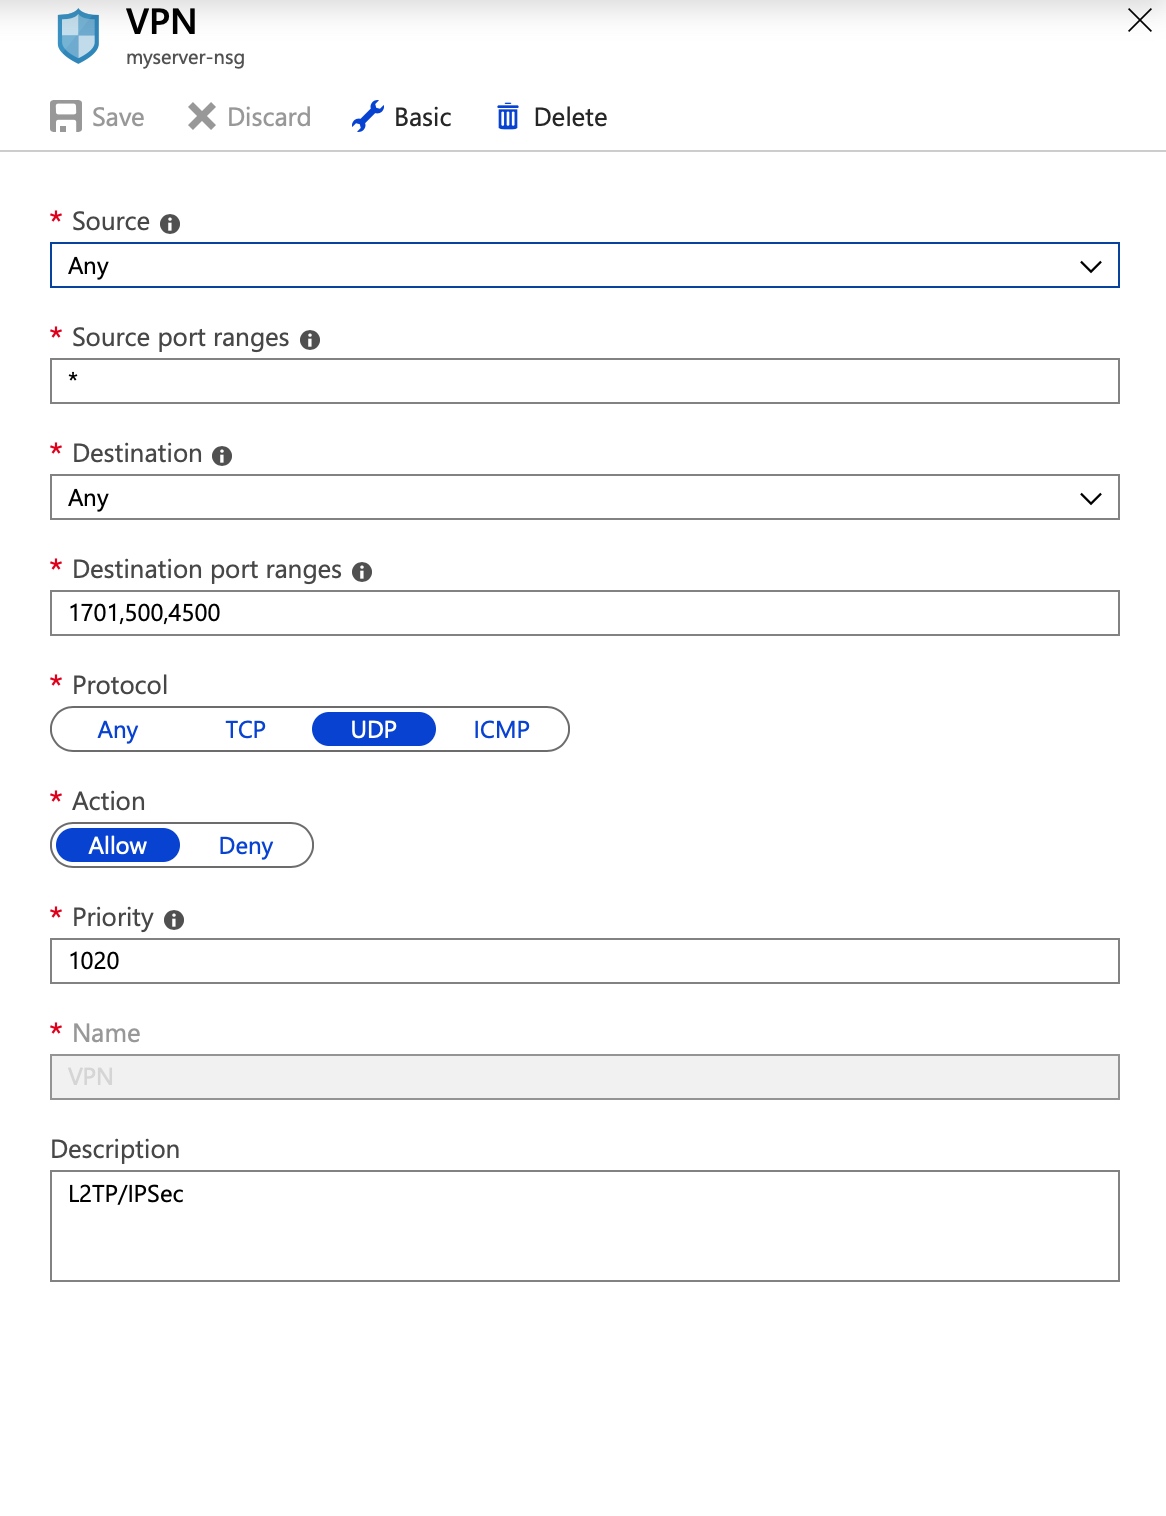 VPN
myserver-nsg
Save Discard Basic Delete
* Source
Any
* Source port ranges
*
* Destination
Any
* Destination port ranges
1701,500,4500
* Protocol
Any TCP UDP ICMP
* Action
Allow Deny
* Priority
1020
* Name
VPN
Description
L2TP/IPSec